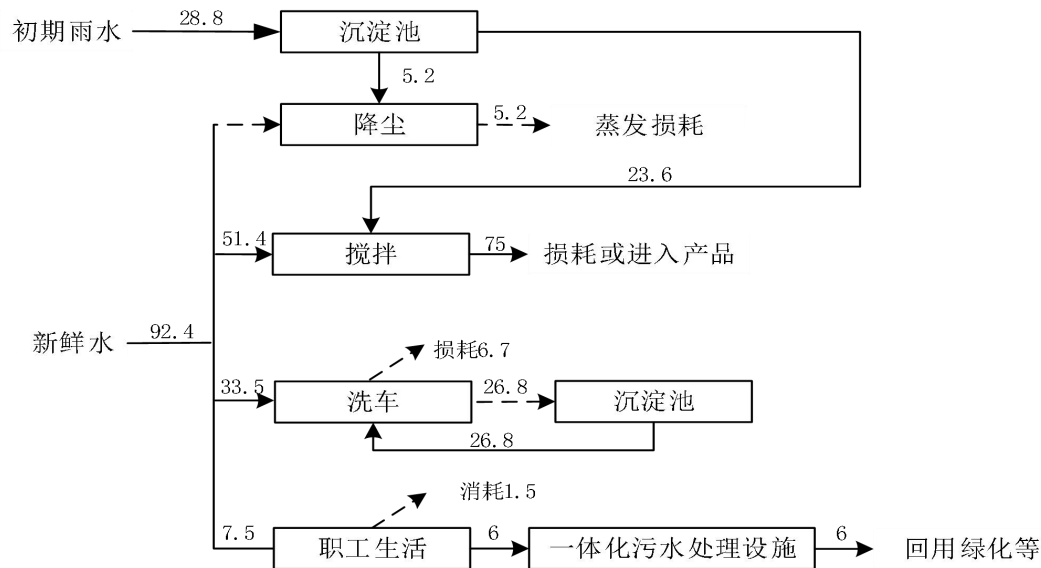 初期雨水
28.8
沉淀池
5.2
降尘
5.2
蒸发损耗
23.6
51.4
搅拌
75
损耗或进入产品
新鲜水
92.4
损耗6.7
33.5
洗车
26.8
沉淀池
26.8
消耗1.5
7.5
职工生活
6
一体化污水处理设施
6
回用绿化等